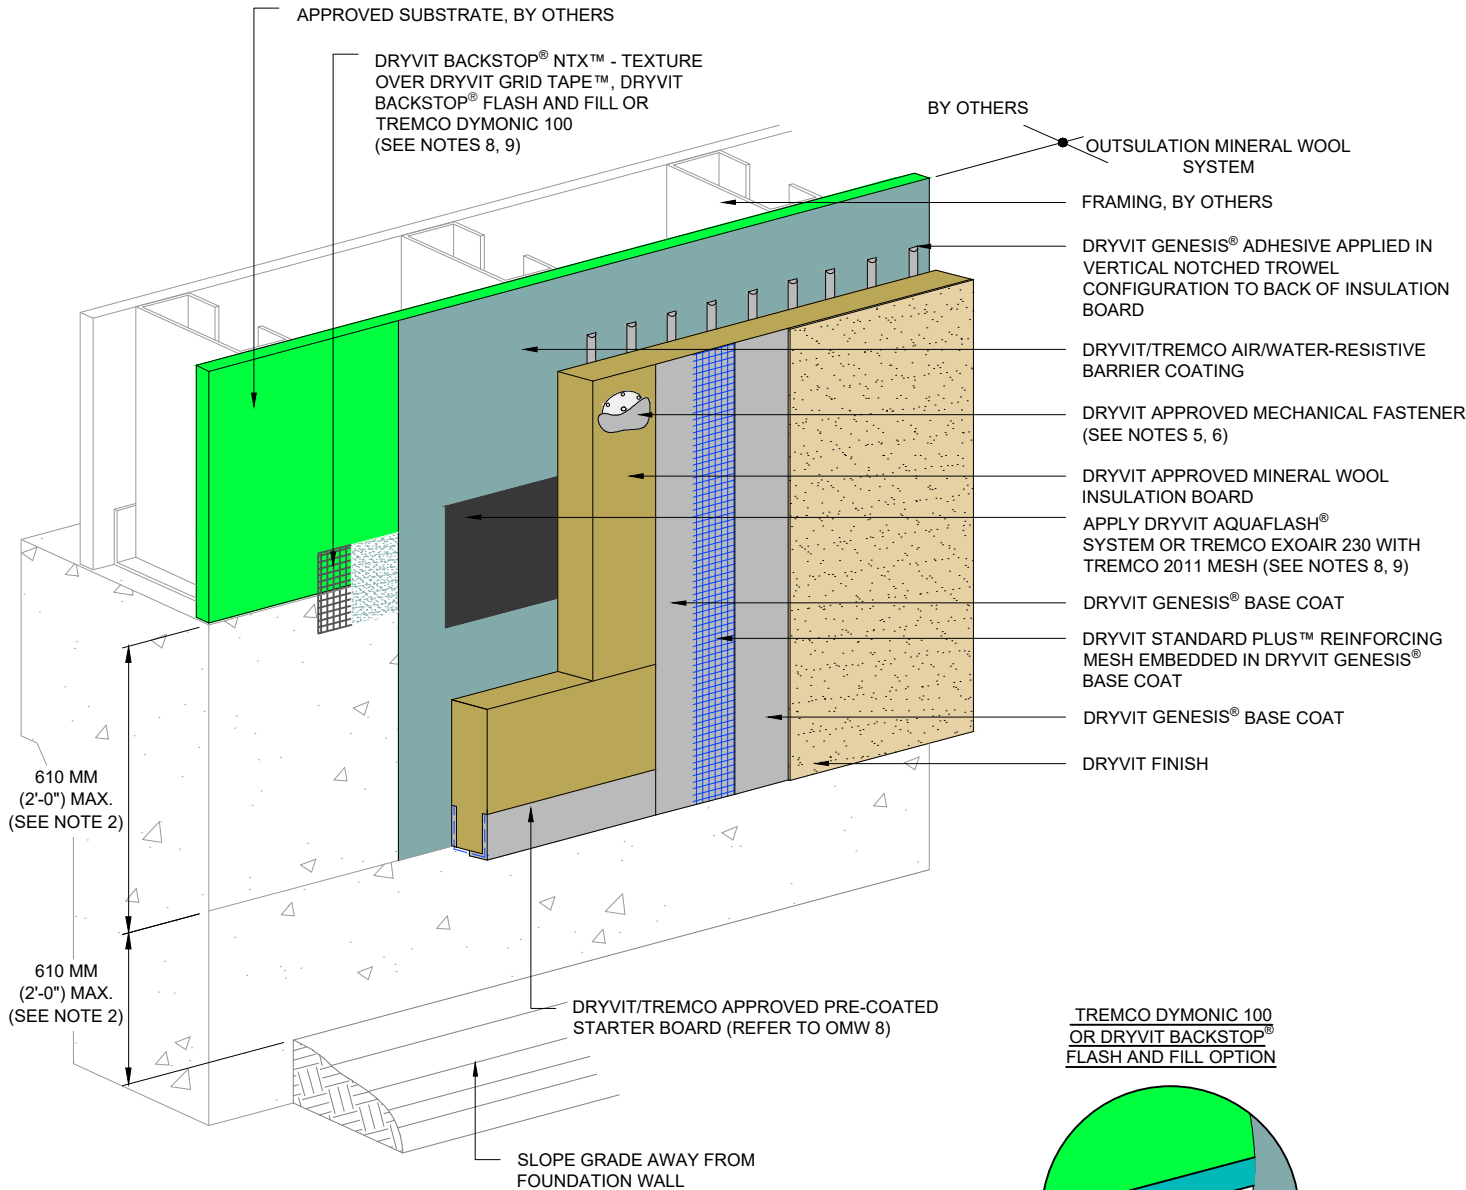 APPROVED SUBSTRATE, BY OTHERS
DRYVIT BACKSTOP® NTX™ - TEXTURE
OVER DRYVIT GRID TAPE™, DRYVIT
BACKSTOP® FLASH AND FILL OR
TREMCO DYMONIC 100
(SEE NOTES 8, 9)
BY OTHERS
OUTSULATION MINERAL WOOL
SYSTEM
FRAMING, BY OTHERS
DRYVIT GENESIS® ADHESIVE APPLIED IN
VERTICAL NOTCHED TROWEL
CONFIGURATION TO BACK OF INSULATION
BOARD
DRYVIT/TREMCO AIR/WATER-RESISTIVE
BARRIER COATING
DRYVIT APPROVED MECHANICAL FASTENER
(SEE NOTES 5, 6)
DRYVIT APPROVED MINERAL WOOL
INSULATION BOARD
APPLY DRYVIT AQUAFLASH®
SYSTEM OR TREMCO EXOAIR 230 WITH
TREMCO 2011 MESH (SEE NOTES 8, 9)
DRYVIT GENESIS® BASE COAT
DRYVIT STANDARD PLUS™ REINFORCING
MESH EMBEDDED IN DRYVIT GENESIS®
BASE COAT
DRYVIT GENESIS® BASE COAT
DRYVIT FINISH
610 MM
(2'-0") MAX.
(SEE NOTE 2)
610 MM
(2'-0") MAX.
(SEE NOTE 2)
DRYVIT/TREMCO APPROVED PRE-COATED
STARTER BOARD (REFER TO OMW 8)
SLOPE GRADE AWAY FROM
FOUNDATION WALL
TREMCO DYMONIC 100
OR DRYVIT BACKSTOP®
FLASH AND FILL OPTION